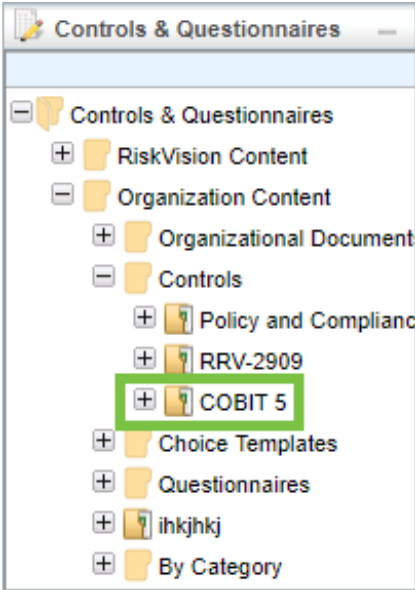 Controls & Questionnaires
Controls & Questionnaires
RiskVision Content
Organization Content
Organizational Document
Controls
Policy and Complianc
RRV-2909
COBIT 5
Choice Templates
Questionnaires
ihkjhkj
By Category